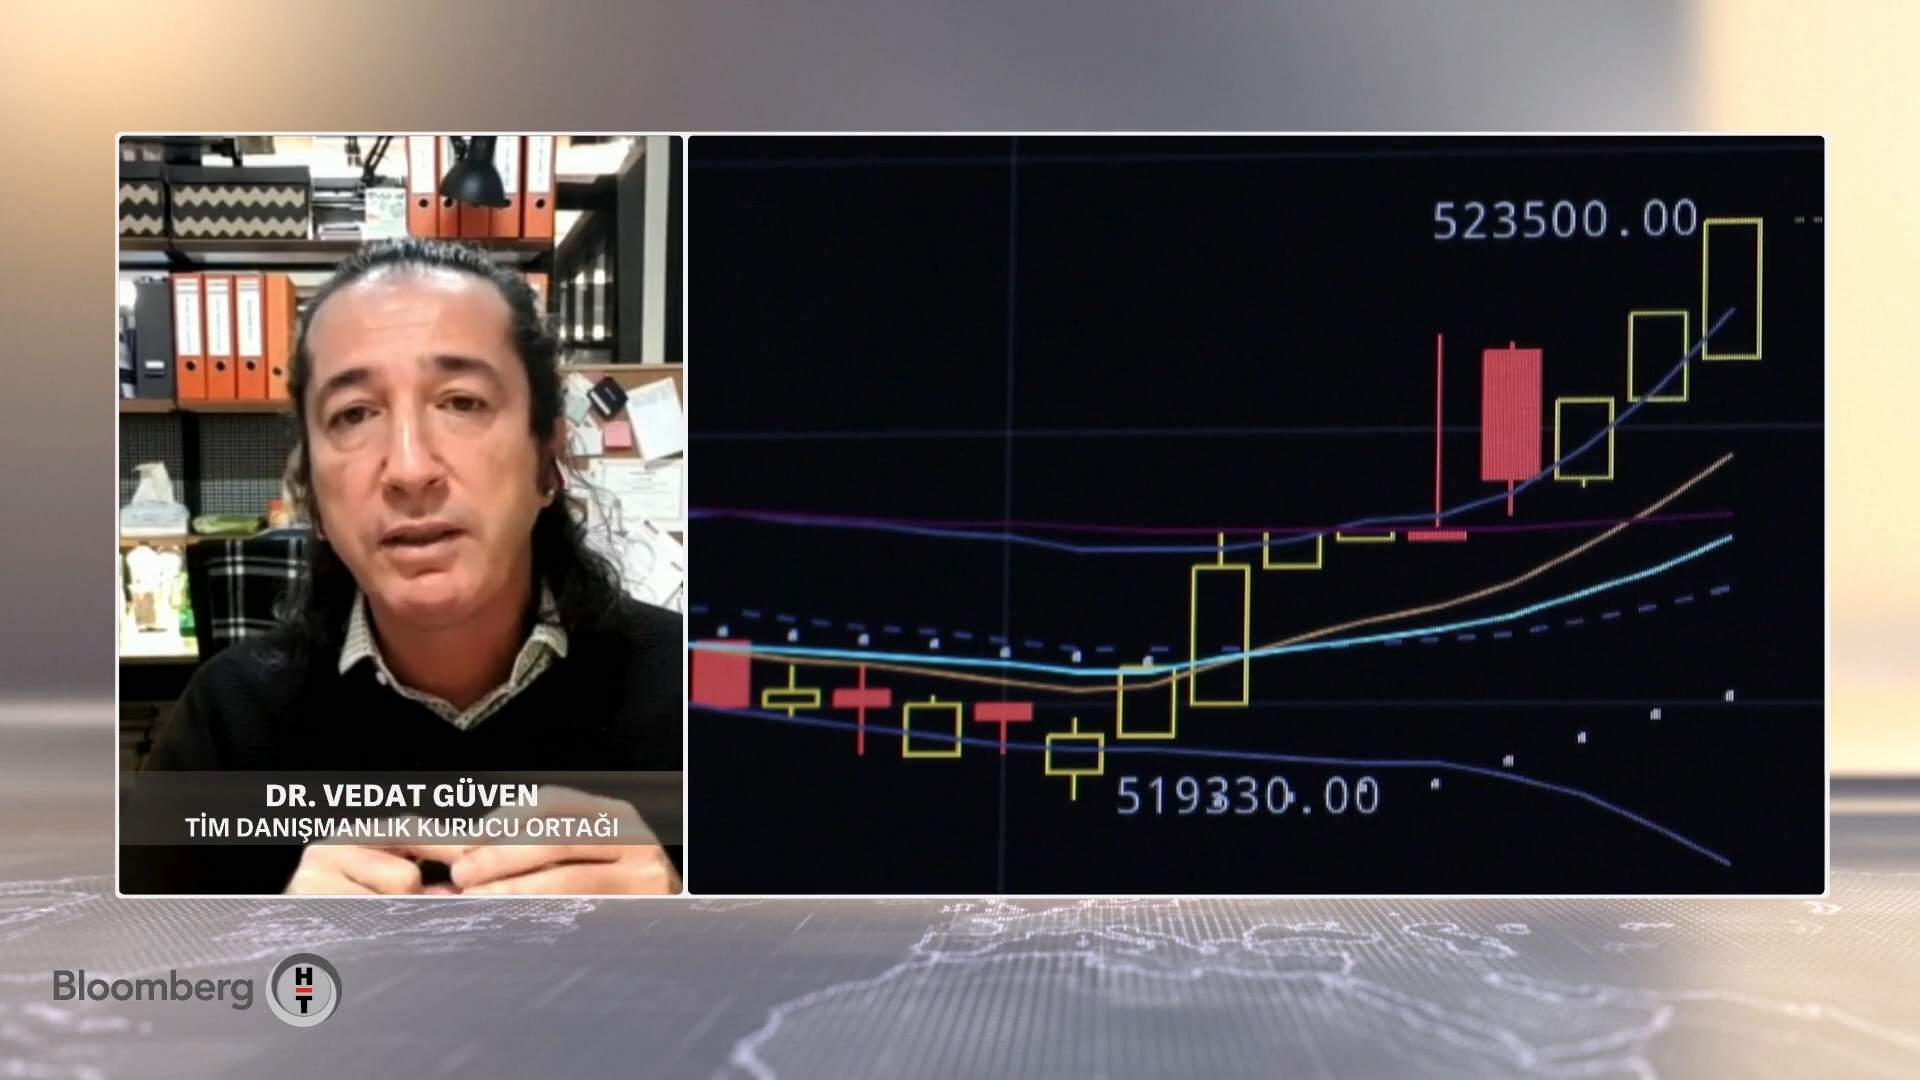 523500.00
519330.00
DR. VEDAT GÜVEN
TİM DANIŞMANLIK KURUCU ORTAĞI
Bloomberg HT